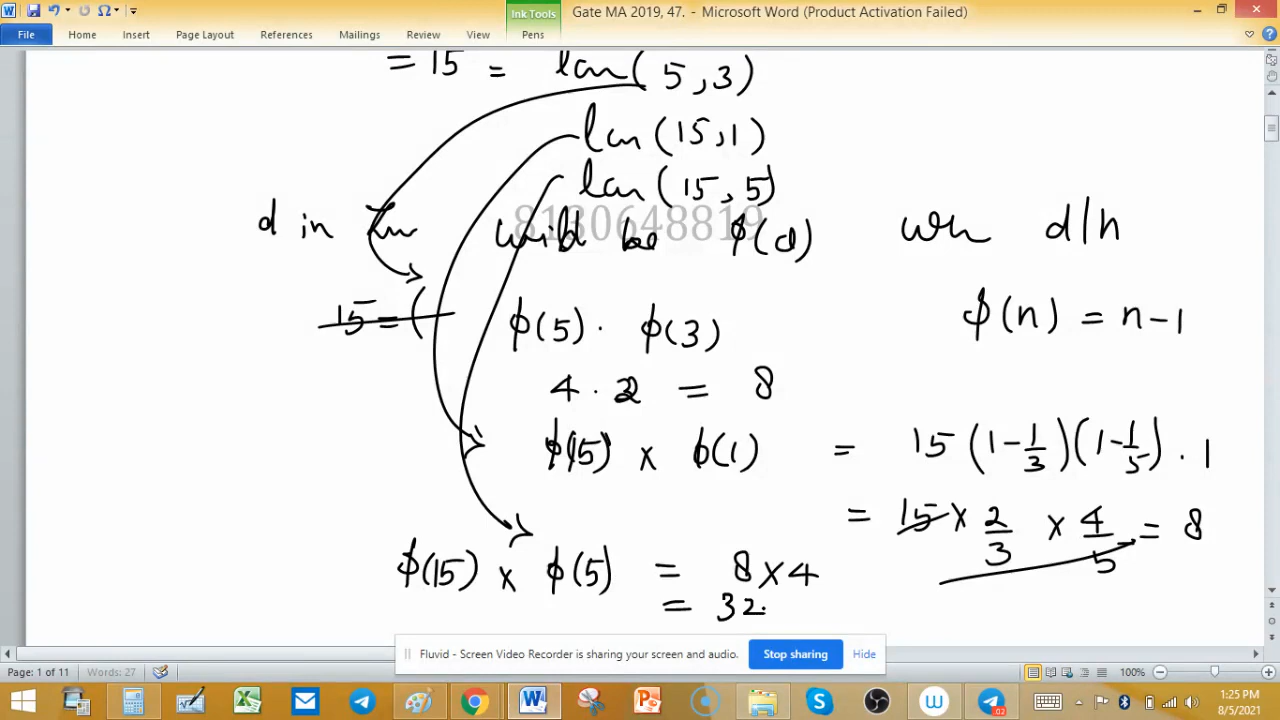 Ink Tools
Gate MA 2019, 47. - Microsoft Word (Product Activation Failed)
File Home Insert Page Layout References Mailings Review View Pens
= 15 = lcm( 5,3)
lcm (15,1)
lcm (15,5)
8130648819
d in Zm will be φ(d) when d/n
15 = ( φ(5) · φ(3) φ(n) = n-1
4 · 2 = 8
φ(15) x φ(1) = 15 (1-1/3)(1-1/5) . 1
= 15 x 2/3 x 4/5 = 8
φ(15) x φ(5) = 8x4
= 32.
Fluvid - Screen Video Recorder is sharing your screen and audio. Stop sharing Hide
Page: 1 of 11 Words: 27 100%
1:25 PM
8/5/2021